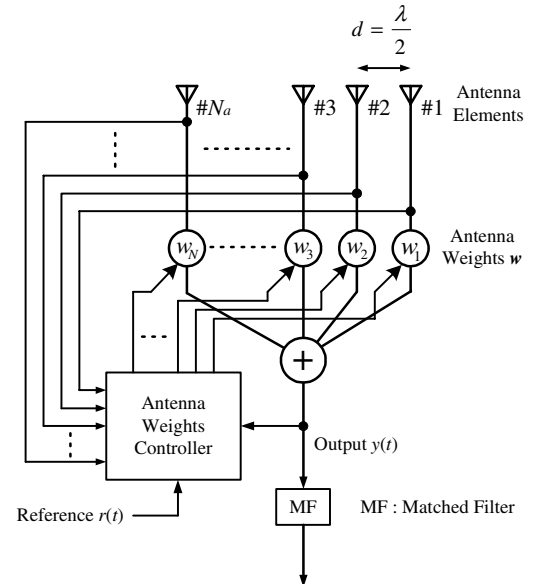 d = λ/2
#Na
#3
#2
#1
Antenna
Elements
wN
w3
w2
w1
Antenna
Weights w
+
Antenna
Weights
Controller
Output y(t)
Reference r(t)
MF
MF : Matched Filter